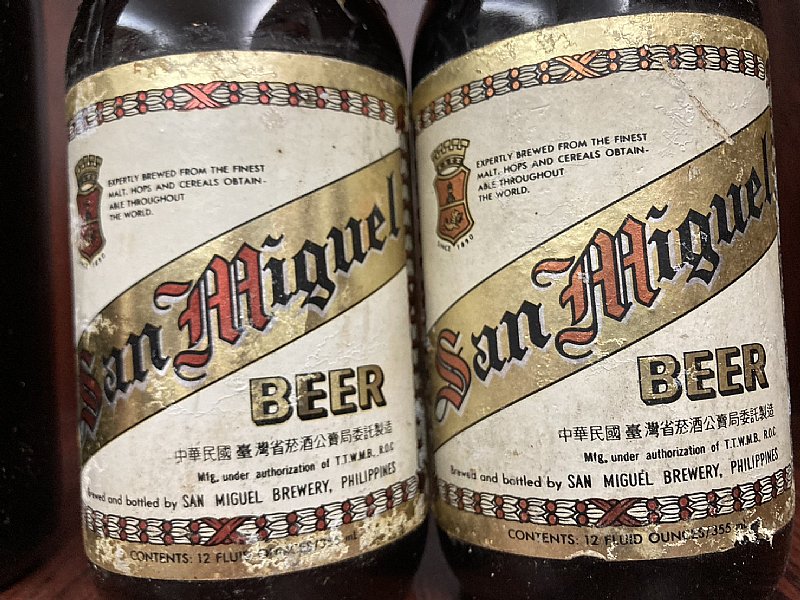 EXPERTLY BREWED FROM THE FINEST
MALT, HOPS AND CEREALS OBTAIN-
ABLE THROUGHOUT
THE WORLD.
1890
San Miguel
BEER
中華民國 臺灣省菸酒公賣局委託製造
Mfg. under authorization of T.T.W.M.B., R.O.C
Brewed and bottled by SAN MIGUEL BREWERY, PHILIPPINES
CONTENTS: 12 FLUID OUNCES/355 mL
EXPERTLY BREWED FROM THE FINEST
MALT, HOPS AND CEREALS OBTAIN-
ABLE THROUGHOUT
THE WORLD.
SINCE 1890
San Miguel
BEER
中華民國 臺灣省菸酒公賣局委託製造
Mfg. under authorization of T.T.W.M.B., R.O.C.
Brewed and bottled by SAN MIGUEL BREWERY, PHILIPPINES
CONTENTS: 12 FLUID OUNCES/355 mL